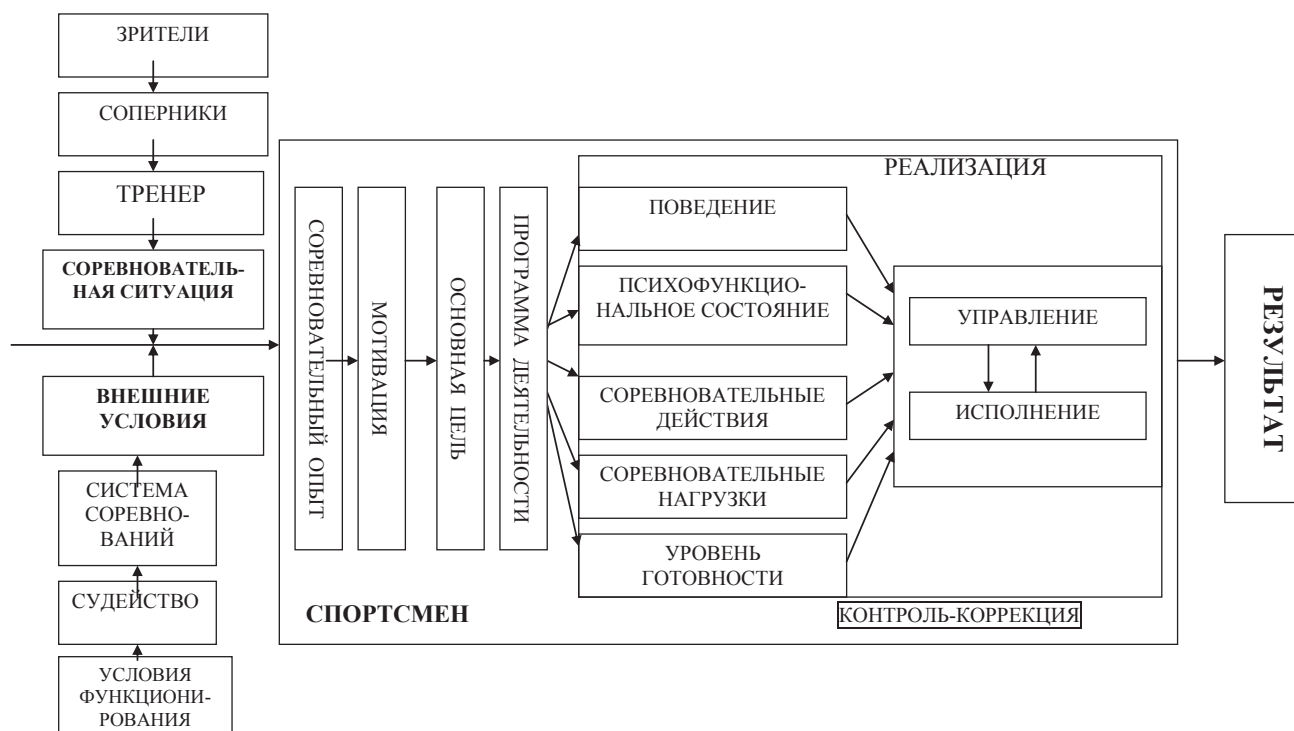 ЗРИТЕЛИ
СОПЕРНИКИ
ТРЕНЕР
СОРЕВНОВАТЕЛЬ-
НАЯ СИТУАЦИЯ
ВНЕШНИЕ
УСЛОВИЯ
СИСТЕМА
СОРЕВНО-
ВАНИЙ
СУДЕЙСТВО
УСЛОВИЯ
ФУНКЦИОНИ-
РОВАНИЯ
СОРЕВНОВАТЕЛЬНЫЙ ОПЫТ
МОТИВАЦИЯ
ОСНОВНАЯ ЦЕЛЬ
ПРОГРАММА ДЕЯТЕЛЬНОСТИ
РЕАЛИЗАЦИЯ
ПОВЕДЕНИЕ
ПСИХОФУНКЦИО-
НАЛЬНОЕ СОСТОЯНИЕ
СОРЕВНОВАТЕЛЬНЫЕ
ДЕЙСТВИЯ
СОРЕВНОВАТЕЛЬНЫЕ
НАГРУЗКИ
УРОВЕНЬ
ГОТОВНОСТИ
УПРАВЛЕНИЕ
ИСПОЛНЕНИЕ
СПОРТСМЕН
КОНТРОЛЬ-КОРРЕКЦИЯ
РЕЗУЛЬТАТ